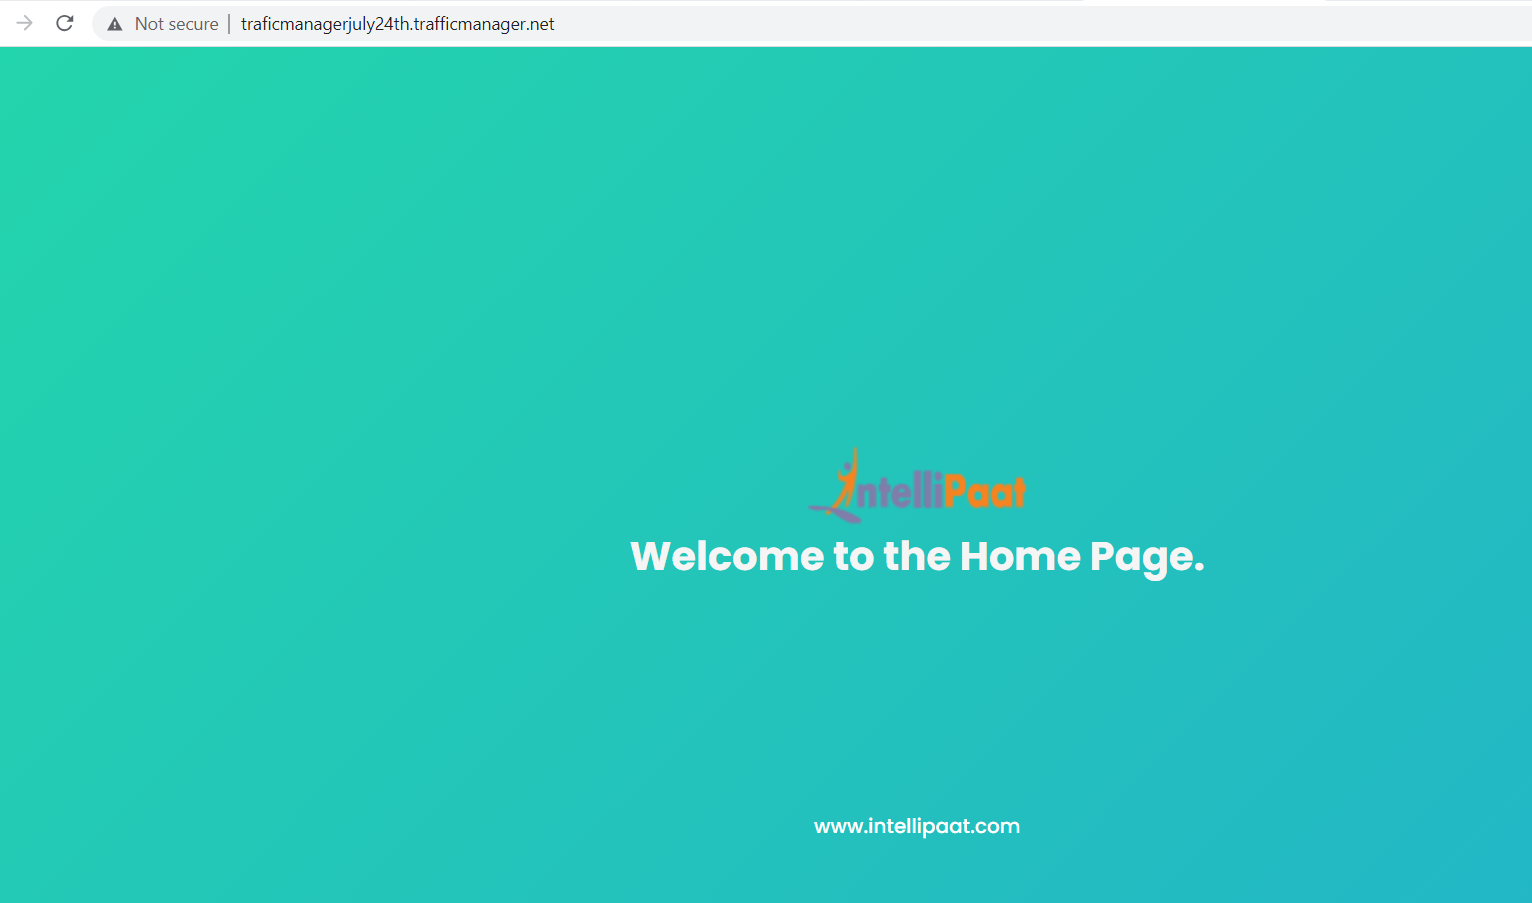 Not secure | traficmanagerjuly24th.trafficmanager.net
IntelliPaat
Welcome to the Home Page.
www.intellipaat.com